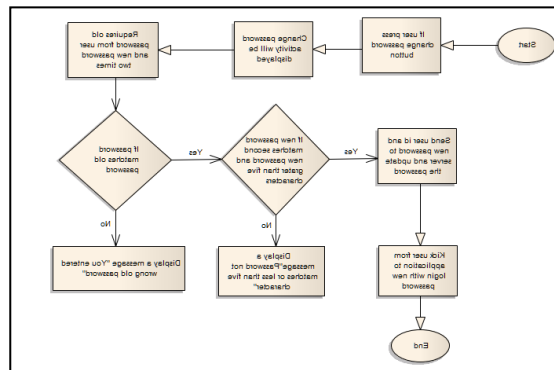 Start
If user press
change password
button
Change password
activity will be
displayed
Requires old
password from user
and new password
two times
If password
matches old
password
Yes
No
Display a message "You entered
wrong old password"
If new password
matches second
new password and
greater than five
characters
Yes
No
Display a
message"Password not
matches or less than five
character"
Send user id and
new password to
server and update
the password
Kick user from
application to
login with new
password
End